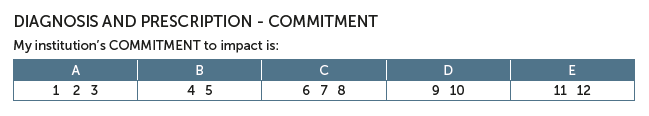 DIAGNOSIS AND PRESCRIPTION - COMMITMENT
My institution's COMMITMENT to impact is:
A B C D E
1 2 3 4 5 6 7 8 9 10 11 12